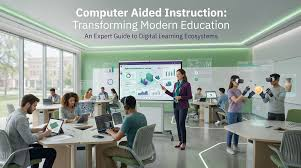 Computer Aided Instruction:
Transforming Modern Education
An Expert Guide to Digital Learning Ecosystems